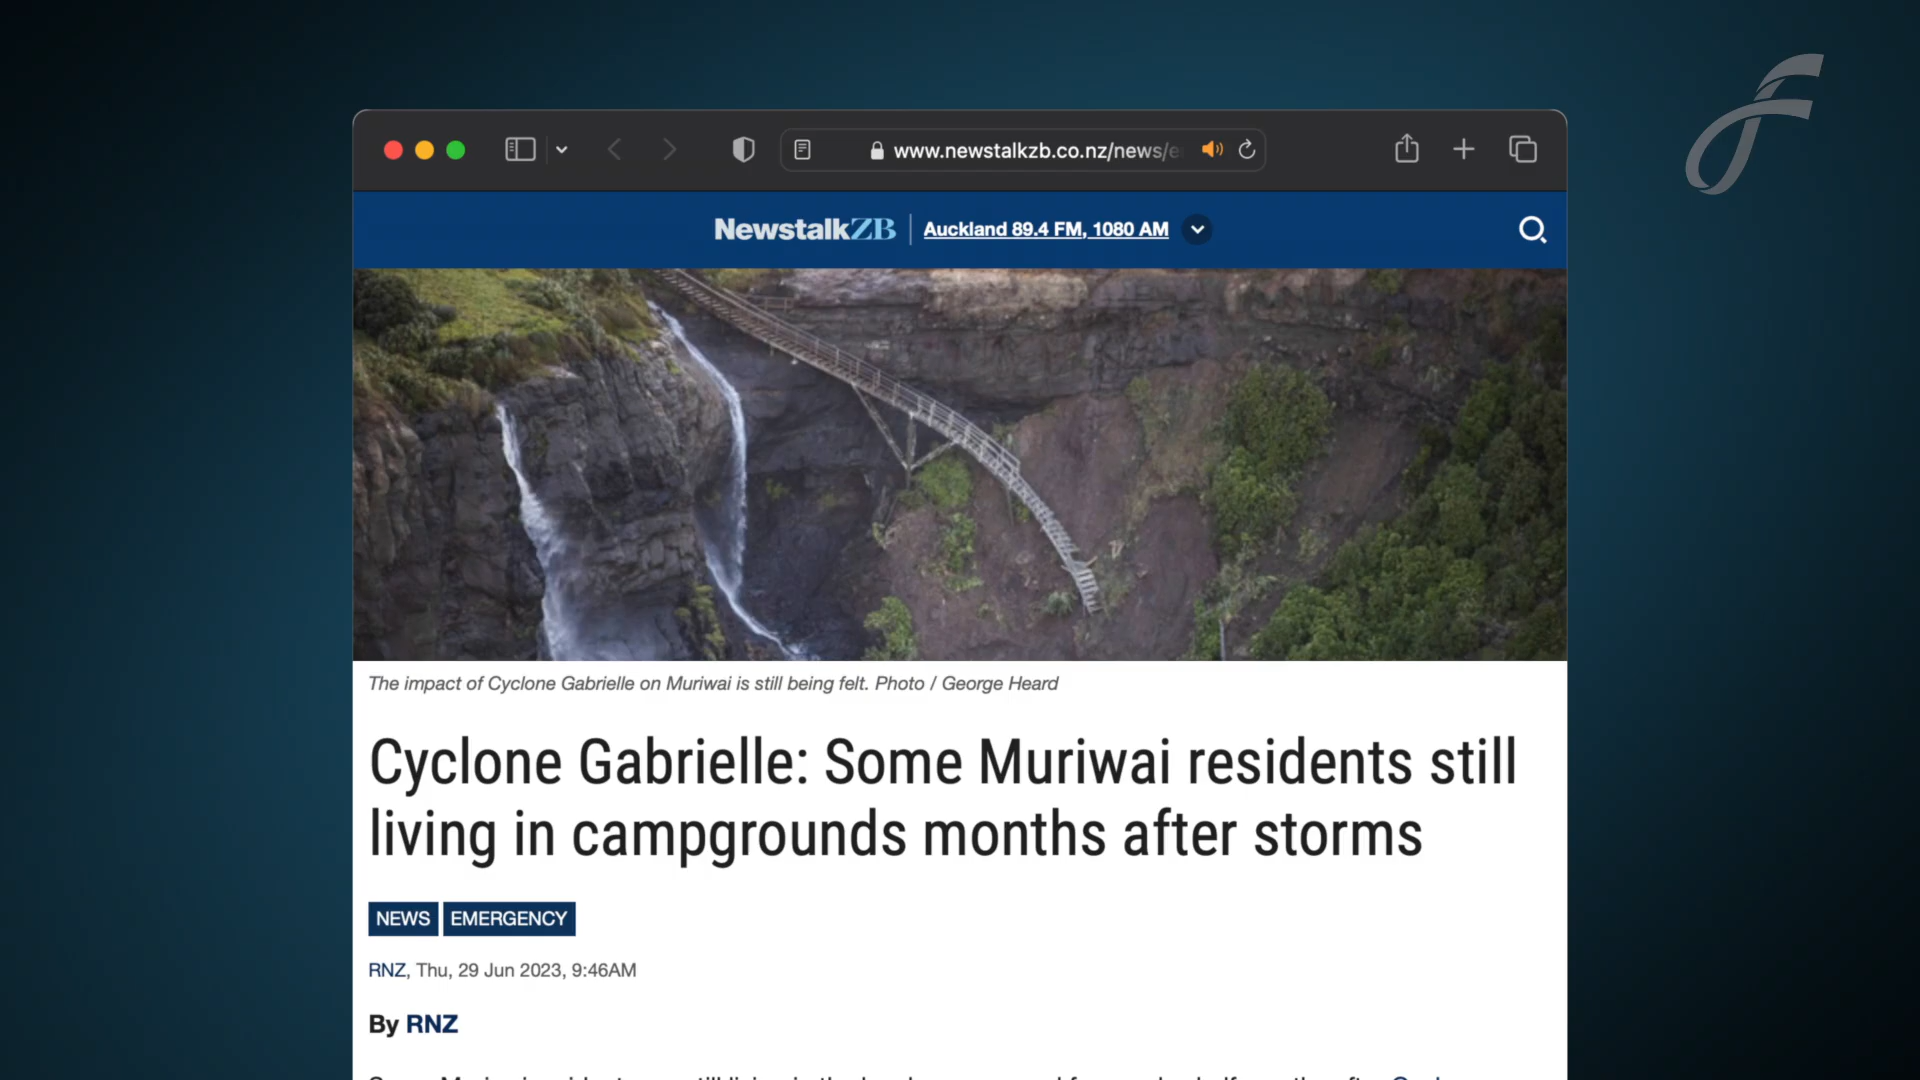 www.newstalkzb.co.nz/news/e
NewstalkZB
Auckland 89.4 FM, 1080 AM
The impact of Cyclone Gabrielle on Muriwai is still being felt. Photo / George Heard
Cyclone Gabrielle: Some Muriwai residents still
living in campgrounds months after storms
NEWS EMERGENCY
RNZ, Thu, 29 Jun 2023, 9:46AM
By RNZ